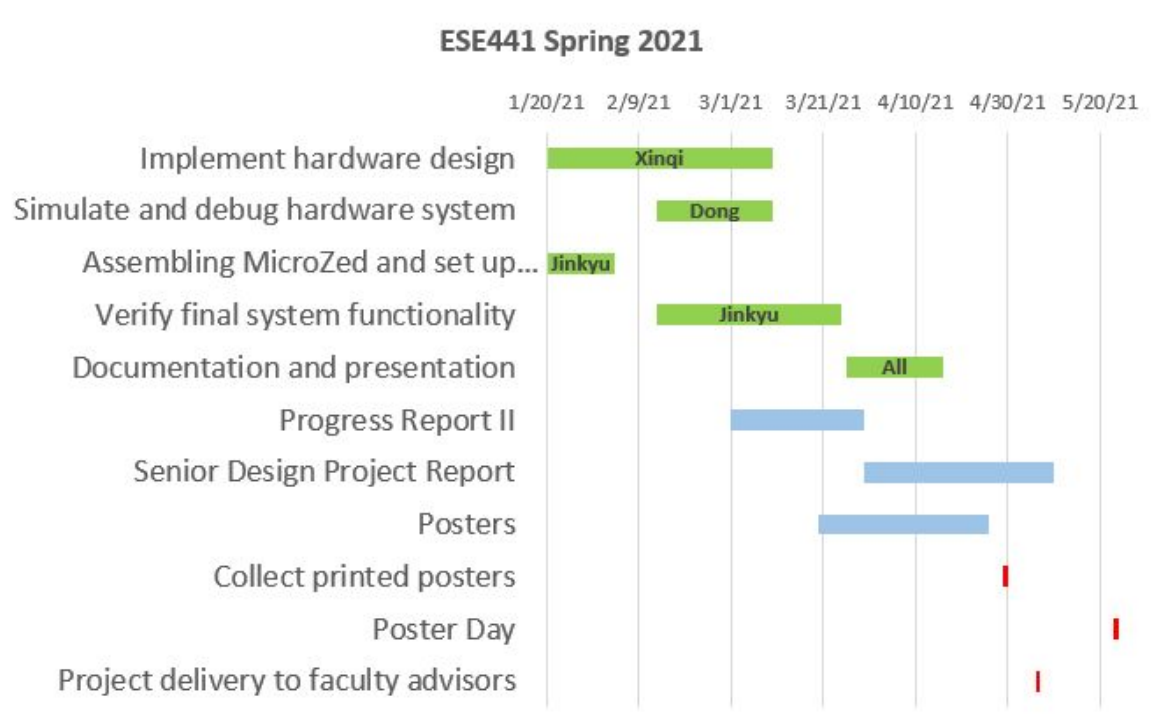 ESE441 Spring 2021
1/20/21 2/9/21 3/1/21 3/21/21 4/10/21 4/30/21 5/20/21
Implement hardware design Xinqi
Simulate and debug hardware system Dong
Assembling MicroZed and set up... Jinkyu
Verify final system functionality Jinkyu
Documentation and presentation All
Progress Report II
Senior Design Project Report
Posters
Collect printed posters
Poster Day
Project delivery to faculty advisors